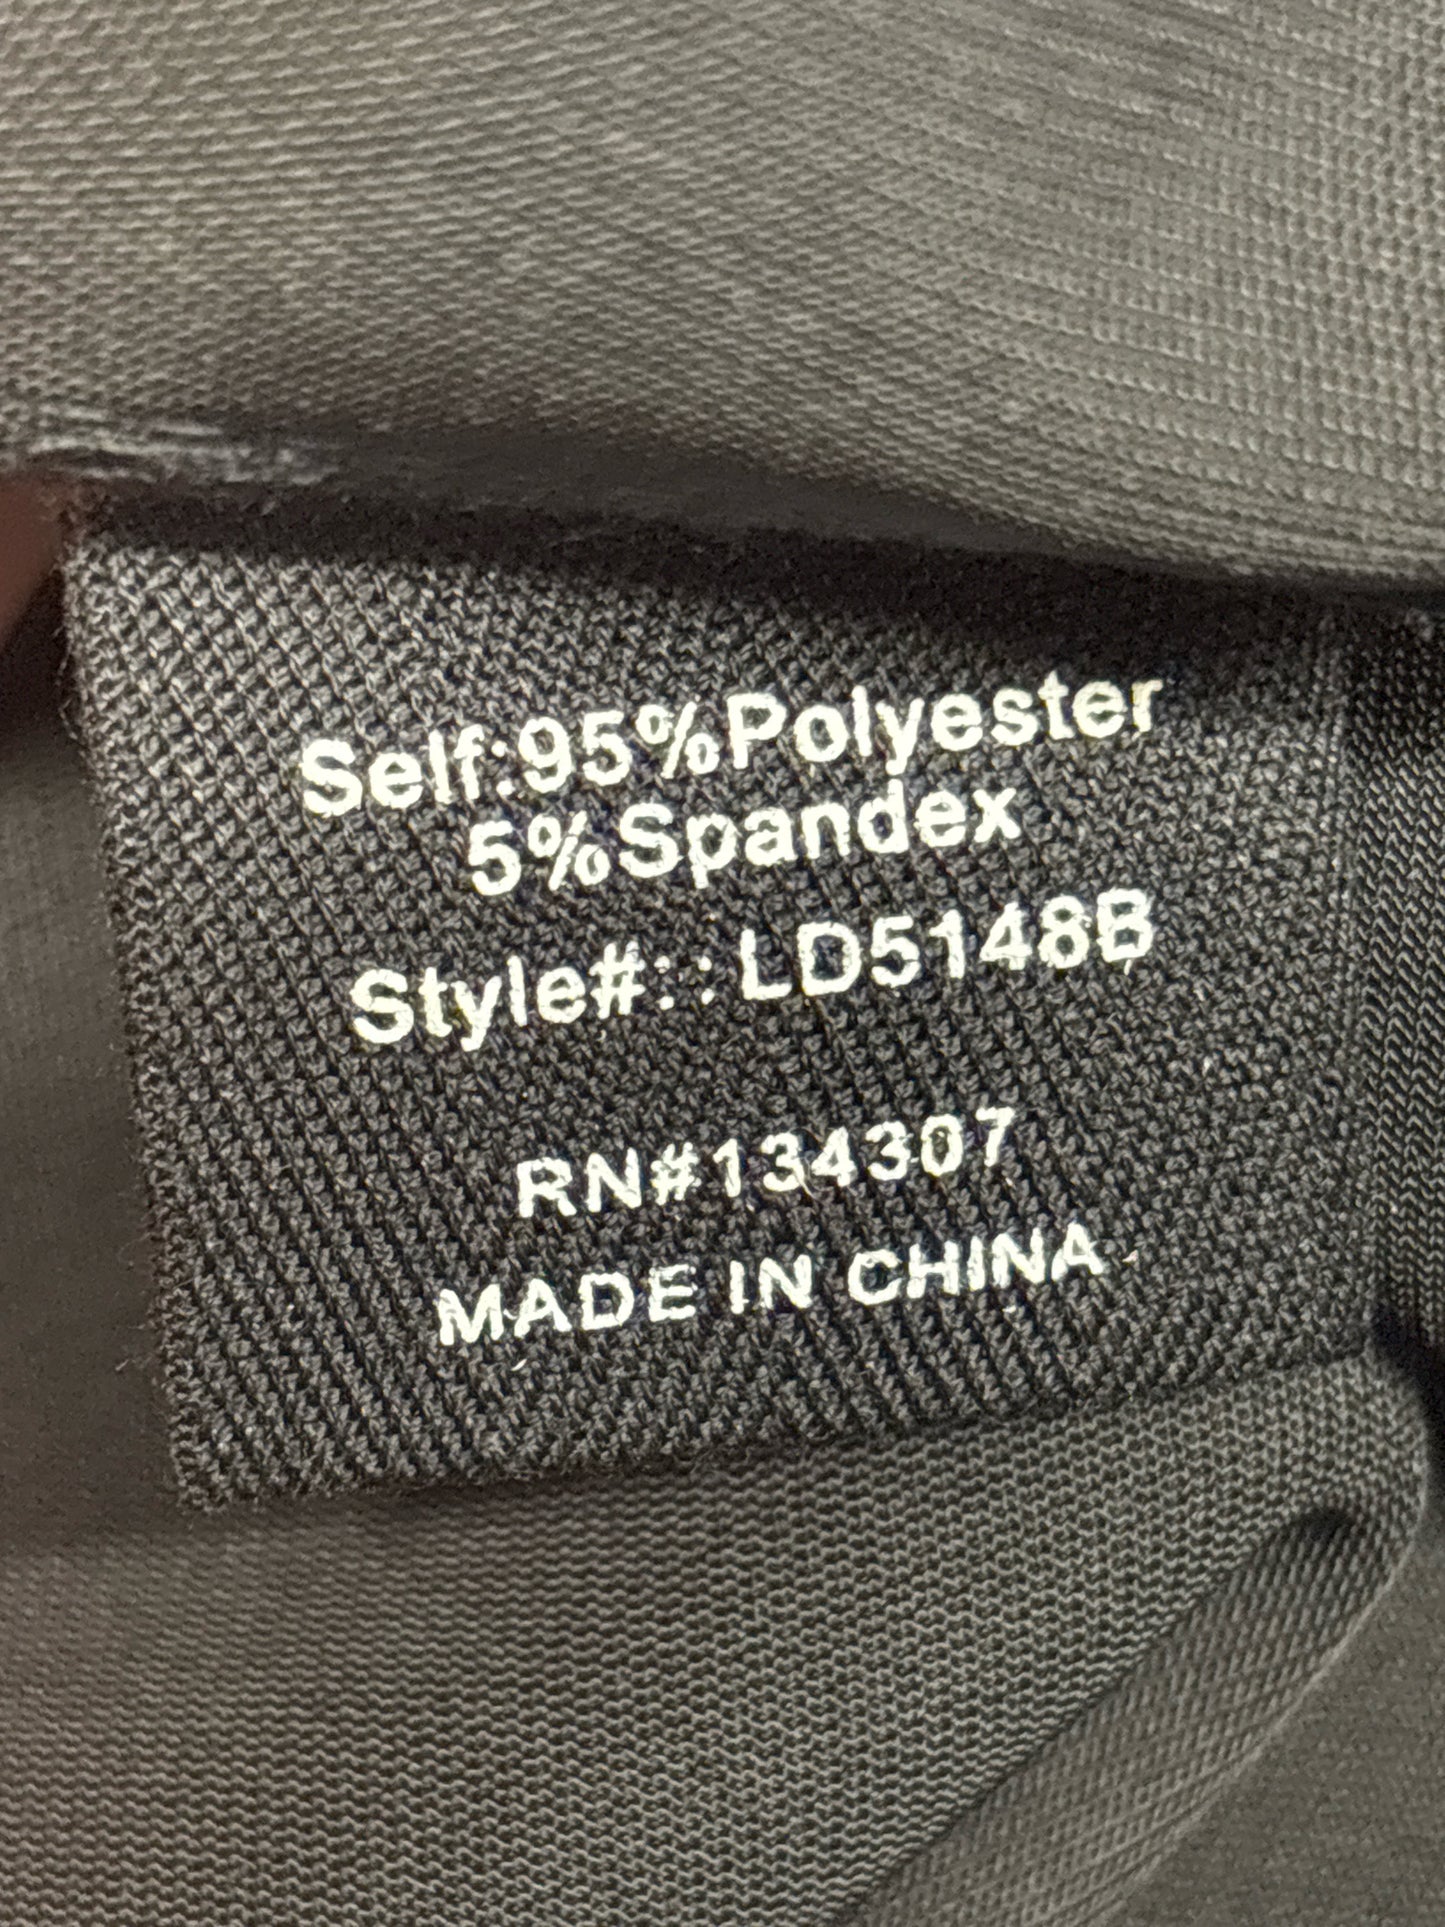 Self:95%Polyester
5%Spandex
Style#:: LD5148B
RN#134307
MADE IN CHINA